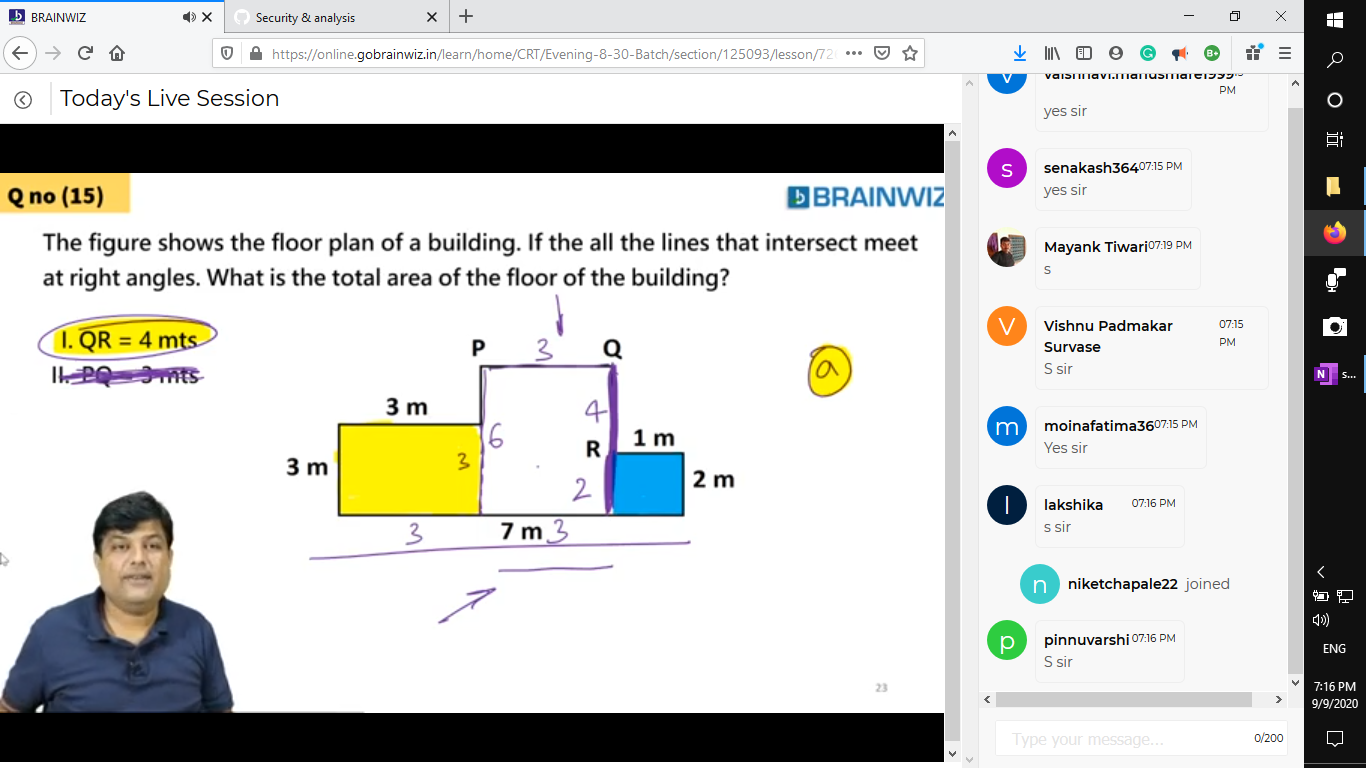 BRAINWIZ
Security & analysis
https://online.gobrainwiz.in/learn/home/CRT/Evening-8-30-Batch/section/125093/lesson/72
Today's Live Session
Q no (15)
BRAINWIZ
The figure shows the floor plan of a building. If the all the lines that intersect meet
at right angles. What is the total area of the floor of the building?
I. QR = 4 mts
II. PQ = 3 mts
P
3
Q
a
3 m
4
6
R
1 m
3 m
3
2
2 m
3
7 m
3
23
PM
yes sir
s
senakash364
07:15 PM
yes sir
Mayank Tiwari
07:19 PM
s
V
Vishnu Padmakar
Survase
07:15
PM
S sir
m
moinafatima36
07:15 PM
Yes sir
l
lakshika
07:16 PM
s sir
n
niketchapale22 joined
p
pinnuvarshi
07:16 PM
S sir
Type your message...
0/200
B+
N
s...
ENG
7:16 PM
9/9/2020